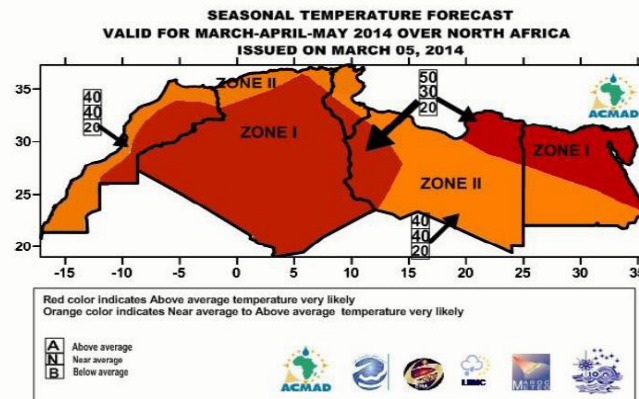 SEASONAL TEMPERATURE FORECAST
VALID FOR MARCH-APRIL-MAY 2014 OVER NORTH AFRICA
ISSUED ON MARCH 05, 2014
35
30
25
20
-15
-10
-5
0
5
10
15
20
25
30
35
40
40
20
ZONE II
50
30
20
ACMAD
ZONE I
ZONE I
ZONE II
40
40
20
Red color indicates Above average temperature very likely
Orange color indicates Near average to Above average temperature very likely
A Above average
N Near average
B Below average
ACMAD
MAROC
METEO